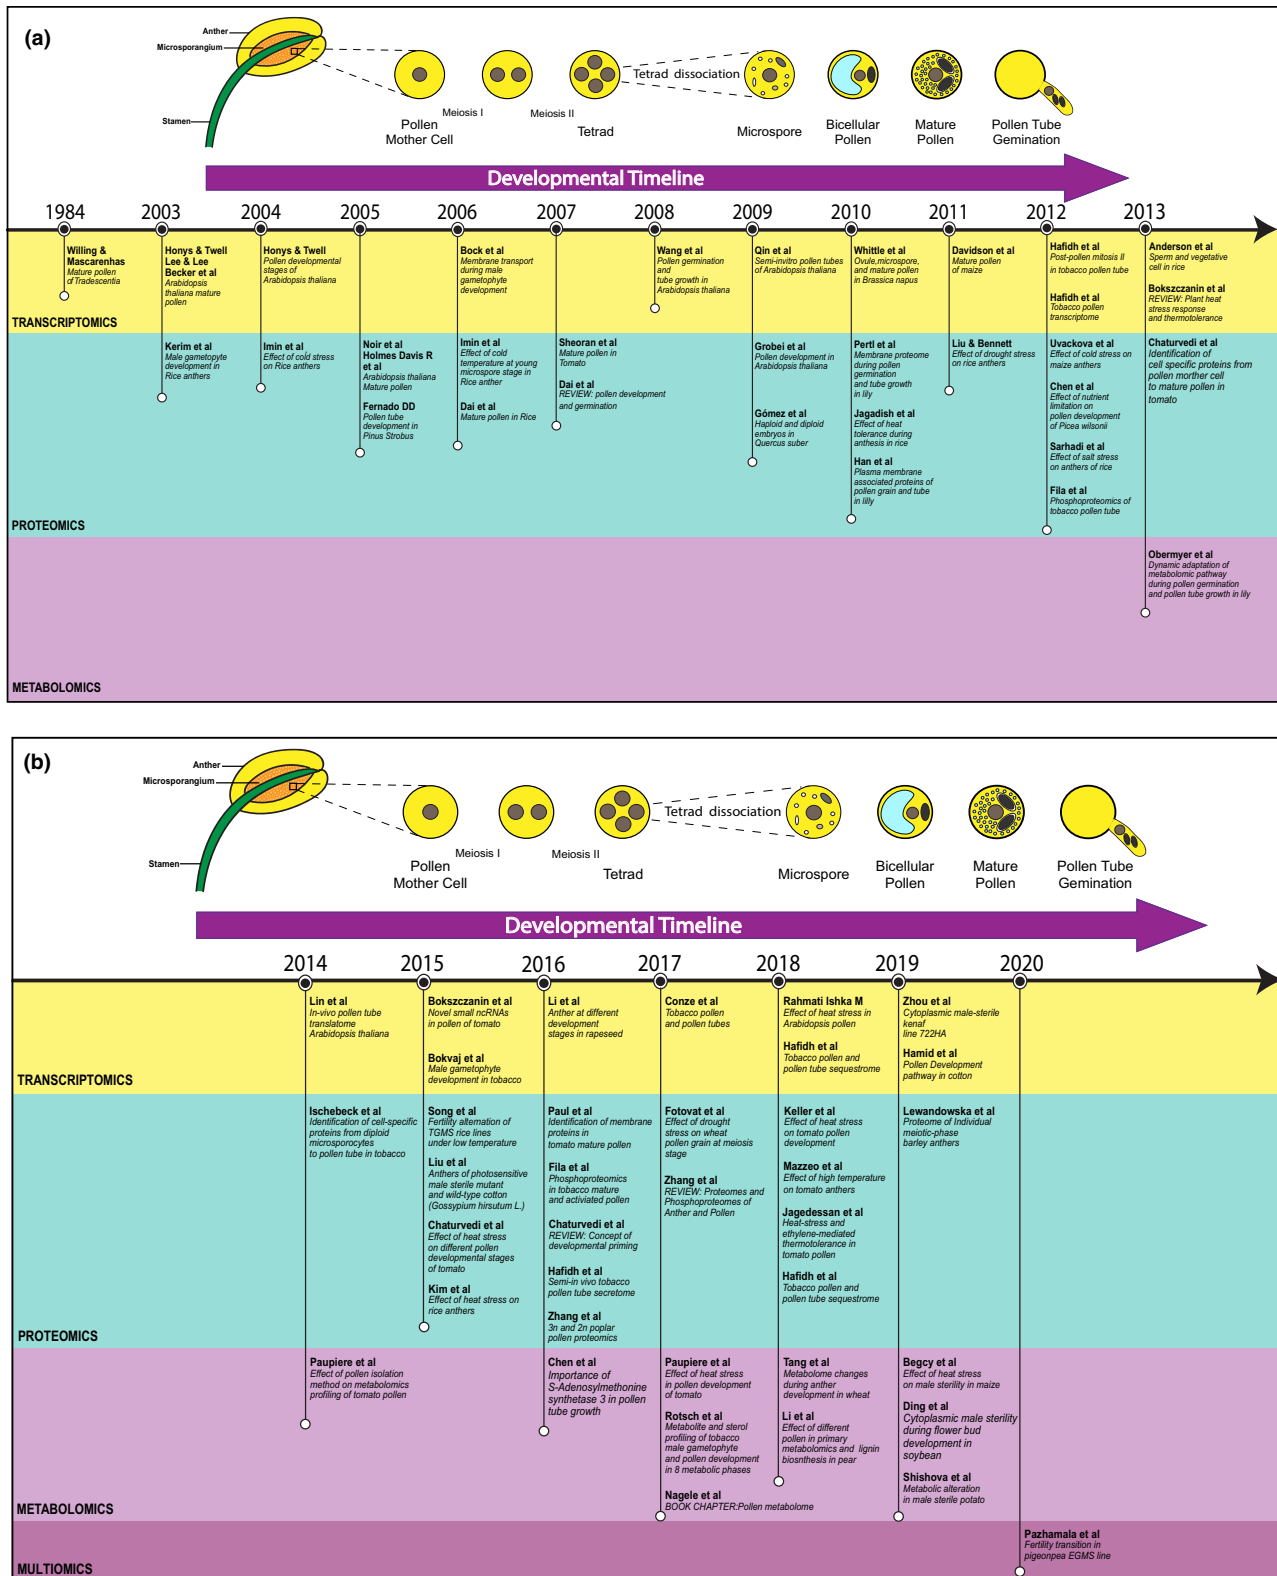 (a)
Anther
Microsporangium
Stamen
Tetrad dissociation
Meiosis I
Meiosis II
Pollen
Mother Cell
Tetrad
Microspore
Bicellular
Pollen
Mature
Pollen
Pollen Tube
Gemination
Developmental Timeline
1984
2003
2004
2005
2006
2007
2008
2009
2010
2011
2012
2013
Willing &
Mascarenhas
Mature pollen
of Tradescentia
Honys & Twell
Lee & Lee
Becker et al
Arabidopsis
thaliana mature
pollen
Honys & Twell
Pollen developmental
stages of
Arabidopsis thaliana
Bock et al
Membrane transport
during male
gametophyte
development
Wang et al
Pollen germination
and
tube growth in
Arabidopsis thaliana
Qin et al
Semi-invitro pollen tubes
of Arabidopsis thaliana
Whittle et al
Ovule,microspore,
and mature pollen
in Brassica napus
Davidson et al
Mature pollen
of maize
Hafidh et al
Post-pollen mitosis II
in tobacco pollen tube
Hafidh et al
Tobacco pollen
transcriptome
Anderson et al
Sperm and vegetative
cell in rice
Bokszczanin et al
REVIEW: Plant heat
stress response
and thermotolerance
TRANSCRIPTOMICS
Kerim et al
Male gametopyte
development in
Rice anthers
Imin et al
Effect of cold stress
on Rice anthers
Noir et al
Holmes Davis R
et al
Arabidopsis thaliana
Mature pollen
Fernado DD
Pollen tube
development in
Pinus Strobus
Imin et al
Effect of cold
temperature at young
microspore stage in
Rice anther
Dai et al
Mature pollen in Rice
Sheoran et al
Mature pollen in
Tomato
Dai et al
REVIEW: pollen development
and germination
Grobei et al
Pollen development in
Arabidopsis thaliana
Gómez et al
Haploid and diploid
embryos in
Quercus suber
Pertl et al
Membrane proteome
during pollen
germination
and tube growth
in lily
Jagadish et al
Effect of heat
tolerance during
anthesis in rice
Han et al
Plasma membrane
associated proteins of
pollen grain and tube
in lilly
Liu & Bennett
Effect of drought stress
on rice anthers
Uvackova et al
Effect of cold stress on
maize anthers
Chen et al
Effect of nutrient
limitation on
pollen development
of Picea wilsonii
Sarhadi et al
Effect of salt stress
on anthers of rice
Fila et al
Phosphoproteomics of
tobacco pollen tube
Chaturvedi et al
Identification of
cell specific proteins from
pollen morther cell
to mature pollen in
tomato
PROTEOMICS
Obermyer et al
Dynamic adaptation of
metabolomic pathway
during pollen germination
and pollen tube growth in lily
METABOLOMICS
(b)
Anther
Microsporangium
Stamen
Tetrad dissociation
Meiosis I
Meiosis II
Pollen
Mother Cell
Tetrad
Microspore
Bicellular
Pollen
Mature
Pollen
Pollen Tube
Gemination
Developmental Timeline
2014
2015
2016
2017
2018
2019
2020
Lin et al
In-vivo pollen tube
translatome
Arabidopsis thaliana
Bokszczanin et al
Novel small ncRNAs
in pollen of tomato
Bokvaj et al
Male gametophyte
development in tobacco
Li et al
Anther at different
development
stages in rapeseed
Conze et al
Tobacco pollen
and pollen tubes
Rahmati Ishka M
Effect of heat stress in
Arabidopsis pollen
Hafidh et al
Tobacco pollen and
pollen tube sequestrome
Zhou et al
Cytoplasmic male-sterile
kenaf
line 722HA
Hamid et al
Pollen Development
pathway in cotton
TRANSCRIPTOMICS
Ischebeck et al
Identification of cell-specific
proteins from diploid
microsporocytes
to pollen tube in tobacco
Song et al
Fertility alternation of
TGMS rice lines
under low temperature
Liu et al
Anthers of photosensitive
male sterile mutant
and wild-type cotton
(Gossypium hirsutum L.)
Chaturvedi et al
Effect of heat stress
on different pollen
developmental stages
of tomato
Kim et al
Effect of heat stress on
rice anthers
Paul et al
Identification of membrane
proteins in
tomato mature pollen
Fila et al
Phosphoproteomics
in tobacco mature
and activiated pollen
Chaturvedi et al
REVIEW: Concept of
developmental priming
Hafidh et al
Semi-in vivo tobacco
pollen tube secretome
Zhang et al
3n and 2n poplar
pollen proteomics
Fotovat et al
Effect of drought
stress on wheat
pollen grain at meiosis
stage
Zhang et al
REVIEW: Proteomes and
Phosphoproteomes of
Anther and Pollen
Keller et al
Effect of heat stress
on tomato pollen
development
Mazzeo et al
Effect of high temperature
on tomato anthers
Jagedessan et al
Heat-stress and
ethylene-mediated
thermotolerance in
tomato pollen
Hafidh et al
Tobacco pollen and
pollen tube sequestrome
Lewandowska et al
Proteome of Individual
meiotic-phase
barley anthers
PROTEOMICS
Paupiere et al
Effect of pollen isolation
method on metabolomics
profiling of tomato pollen
Chen et al
Importance of
S-Adenosylmethonine
synthetase 3 in pollen
tube growth
Paupiere et al
Effect of heat stress
in pollen development
of tomato
Rotsch et al
Metabolite and sterol
profiling of tobacco
male gametophyte
and pollen development
in 8 metabolic phases
Nagele et al
BOOK CHAPTER:Pollen metabolome
Tang et al
Metabolome changes
during anther
development in wheat
Li et al
Effect of different
pollen in primary
metabolomics and lignin
biosnthesis in pear
Begcy et al
Effect of heat stress
on male sterility in maize
Ding et al
Cytoplasmic male sterility
during flower bud
development in
soybean
Shishova et al
Metabolic alteration
in male sterile potato
METABOLOMICS
Pazhamala et al
Fertility transition in
pigeonpea EGMS line
MULTIOMICS